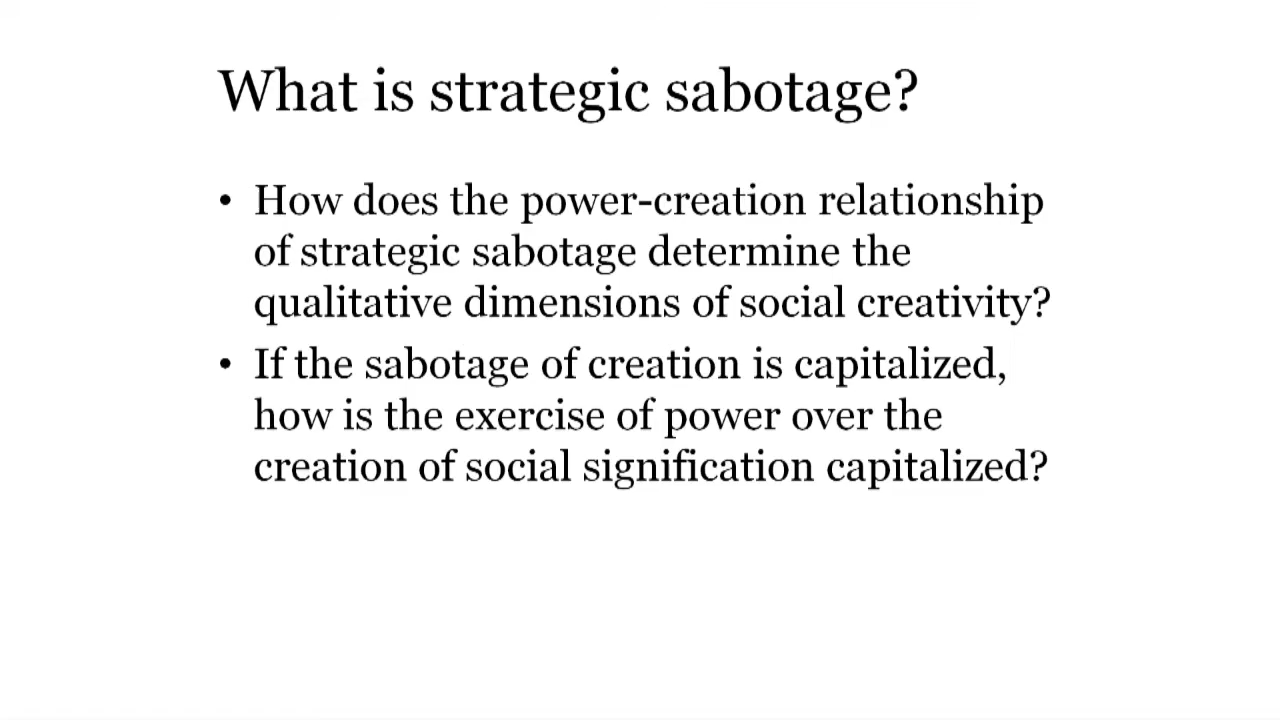 What is strategic sabotage?
• How does the power-creation relationship
of strategic sabotage determine the
qualitative dimensions of social creativity?
• If the sabotage of creation is capitalized,
how is the exercise of power over the
creation of social signification capitalized?